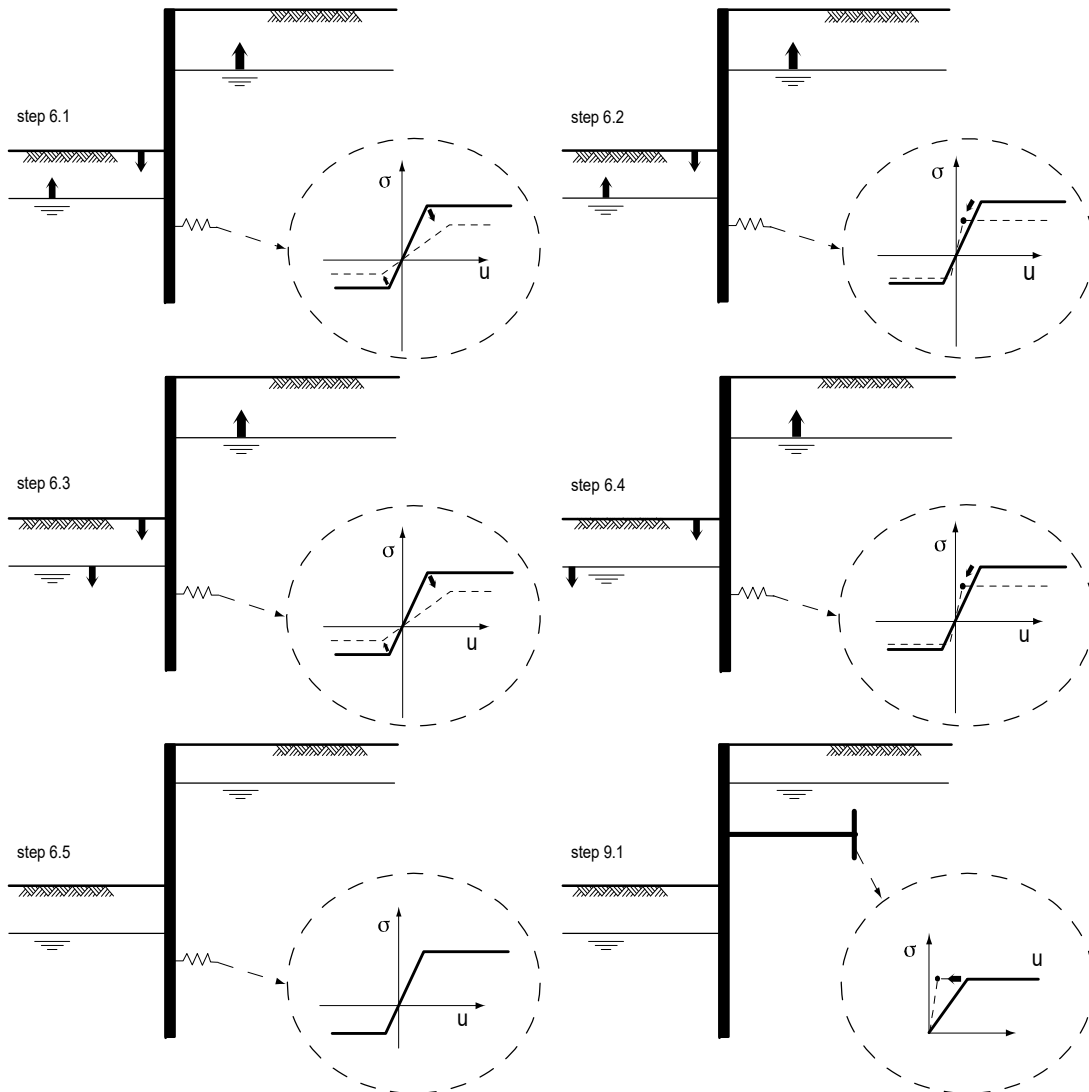 step 6.1
σ
u
step 6.2
σ
u
step 6.3
σ
u
step 6.4
σ
u
step 6.5
σ
u
step 9.1
σ
u